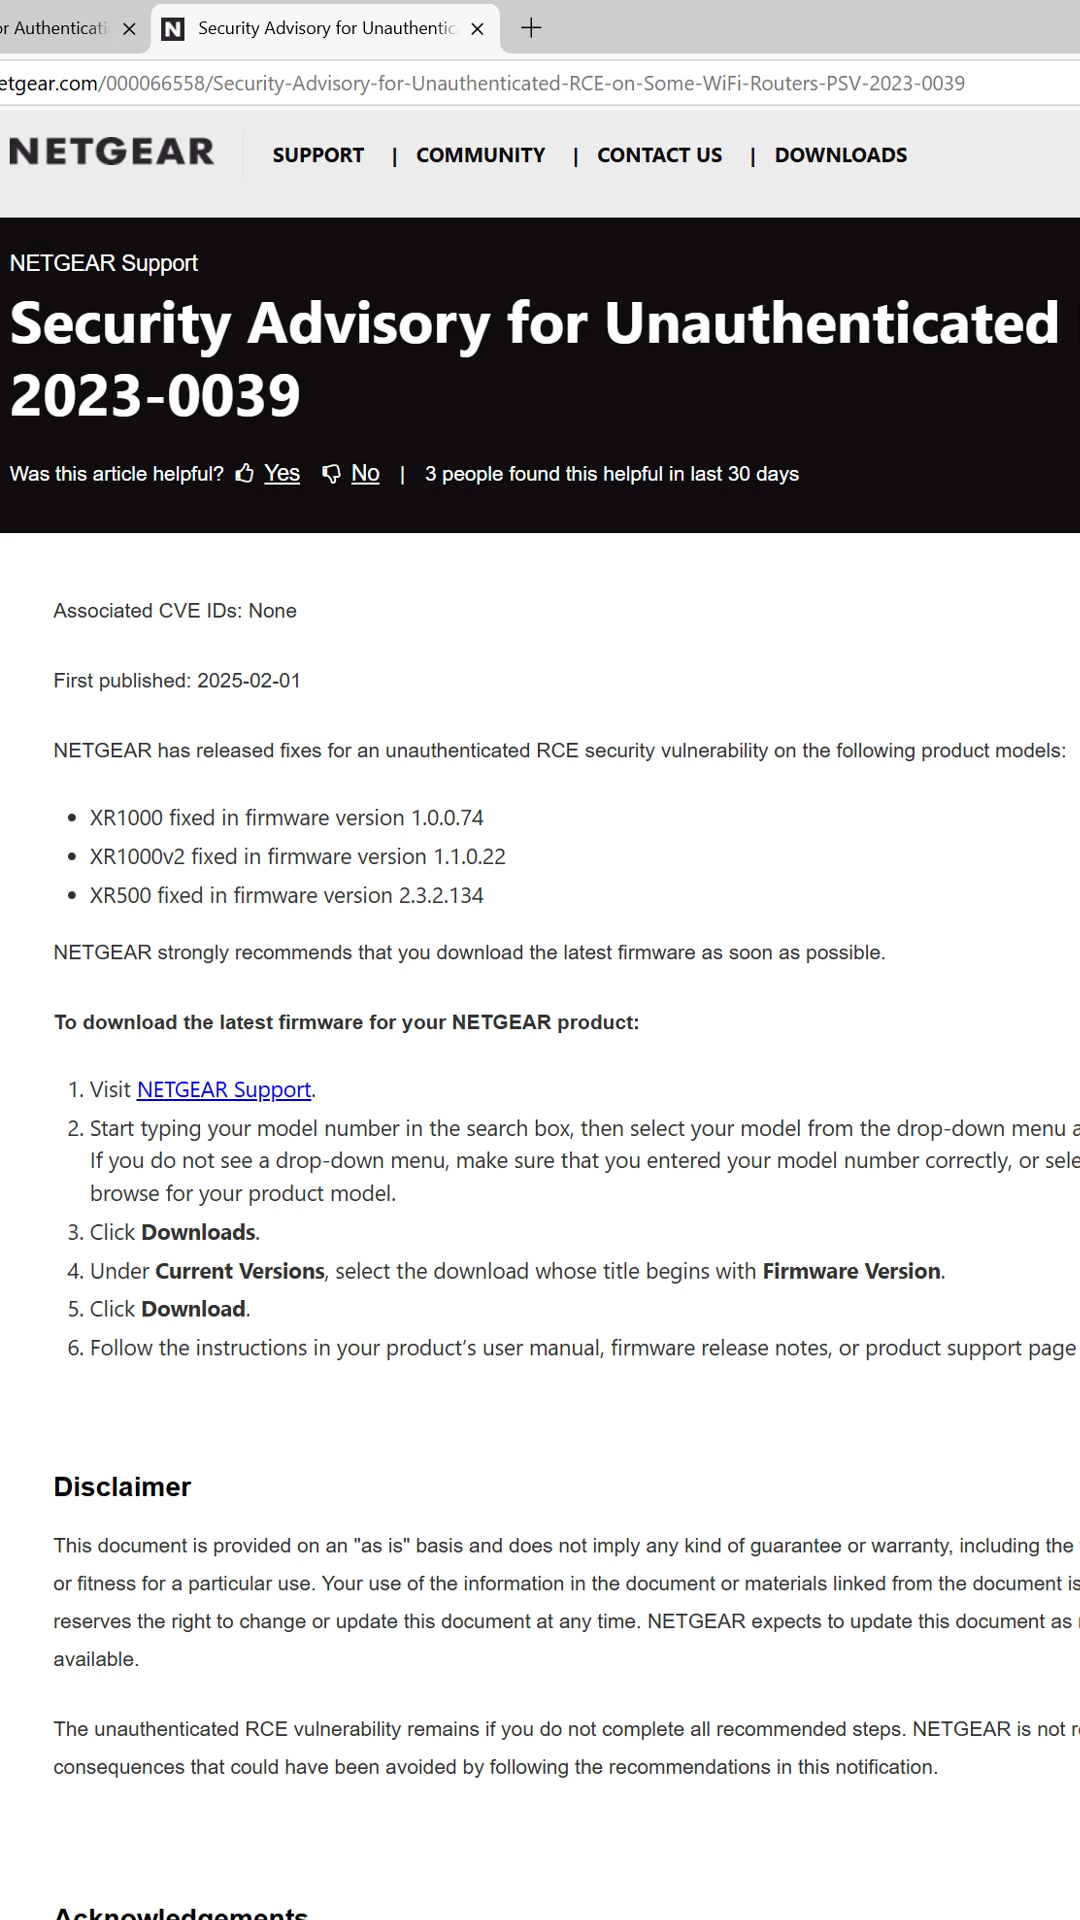 or Authenticati
Security Advisory for Unauthentic
etgear.com/000066558/Security-Advisory-for-Unauthenticated-RCE-on-Some-WiFi-Routers-PSV-2023-0039
NETGEAR SUPPORT | COMMUNITY | CONTACT US | DOWNLOADS
NETGEAR Support
Security Advisory for Unauthenticated
2023-0039
Was this article helpful? Yes No | 3 people found this helpful in last 30 days
Associated CVE IDs: None
First published: 2025-02-01
NETGEAR has released fixes for an unauthenticated RCE security vulnerability on the following product models:
• XR1000 fixed in firmware version 1.0.0.74
• XR1000v2 fixed in firmware version 1.1.0.22
• XR500 fixed in firmware version 2.3.2.134
NETGEAR strongly recommends that you download the latest firmware as soon as possible.
To download the latest firmware for your NETGEAR product:
1. Visit NETGEAR Support.
2. Start typing your model number in the search box, then select your model from the drop-down menu a
If you do not see a drop-down menu, make sure that you entered your model number correctly, or sele
browse for your product model.
3. Click Downloads.
4. Under Current Versions, select the download whose title begins with Firmware Version.
5. Click Download.
6. Follow the instructions in your product’s user manual, firmware release notes, or product support page
Disclaimer
This document is provided on an "as is" basis and does not imply any kind of guarantee or warranty, including the
or fitness for a particular use. Your use of the information in the document or materials linked from the document is
reserves the right to change or update this document at any time. NETGEAR expects to update this document as
available.
The unauthenticated RCE vulnerability remains if you do not complete all recommended steps. NETGEAR is not re
consequences that could have been avoided by following the recommendations in this notification.
Acknowledgements